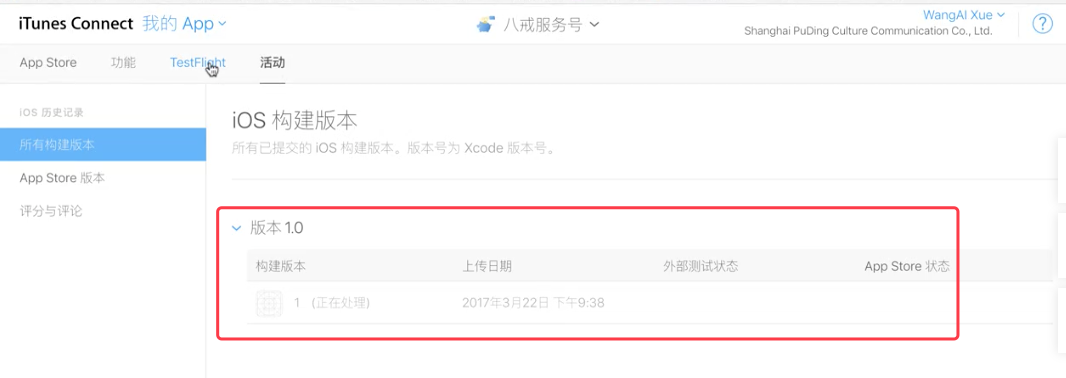 iTunes Connect 我的 App
八戒服务号
WangAI Xue
Shanghai PuDing Culture Communication Co., Ltd.
?
App Store 功能 TestFlight 活动
iOS 历史记录
所有构建版本
App Store 版本
评分与评论
iOS 构建版本
所有已提交的 iOS 构建版本。版本号为 Xcode 版本号。
版本 1.0
构建版本 上传日期 外部测试状态 App Store 状态
1 (正在处理) 2017年3月22日 下午9:38